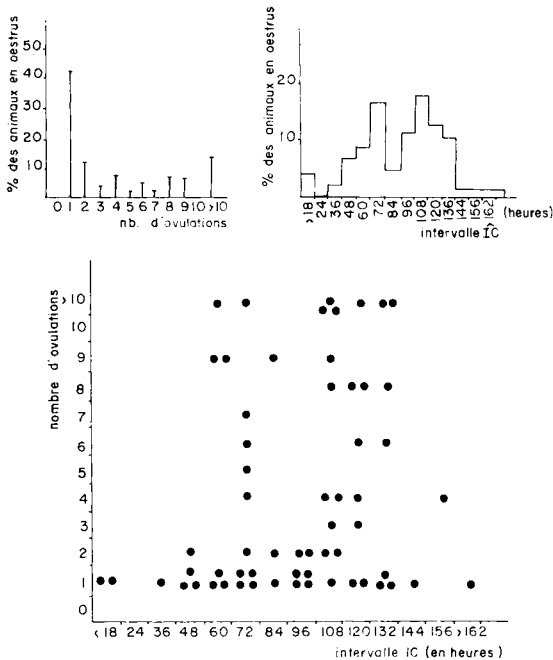 % des animaux en oestrus
50
40
30
20
10
0 1 2 3 4 5 6 7 8 9 10 >10
nb. d'ovulations
% des animaux en oestrus
20
10
>18 24 36 48 60 72 84 96 108 120 136 144 156 162 (heures)
intervalle IC
nombre d'ovulations
>10
10
9
8
7
6
5
4
3
2
1
0
<18 24 36 48 60 72 84 96 108 120 132 144 156 >162
intervalle IC (en heures)